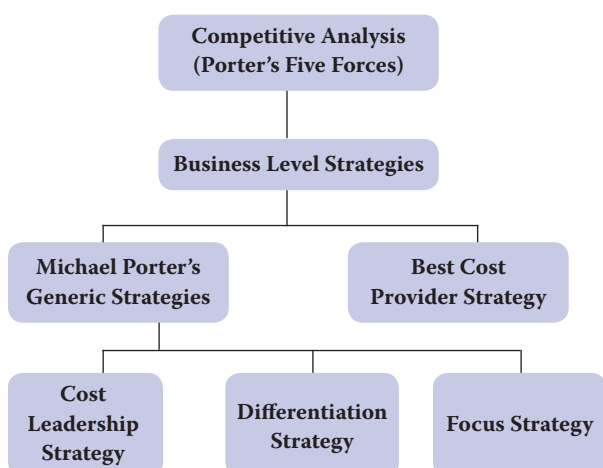 Competitive Analysis
(Porter's Five Forces)
Business Level Strategies
Michael Porter's
Generic Strategies
Best Cost
Provider Strategy
Cost
Leadership
Strategy
Differentiation
Strategy
Focus Strategy